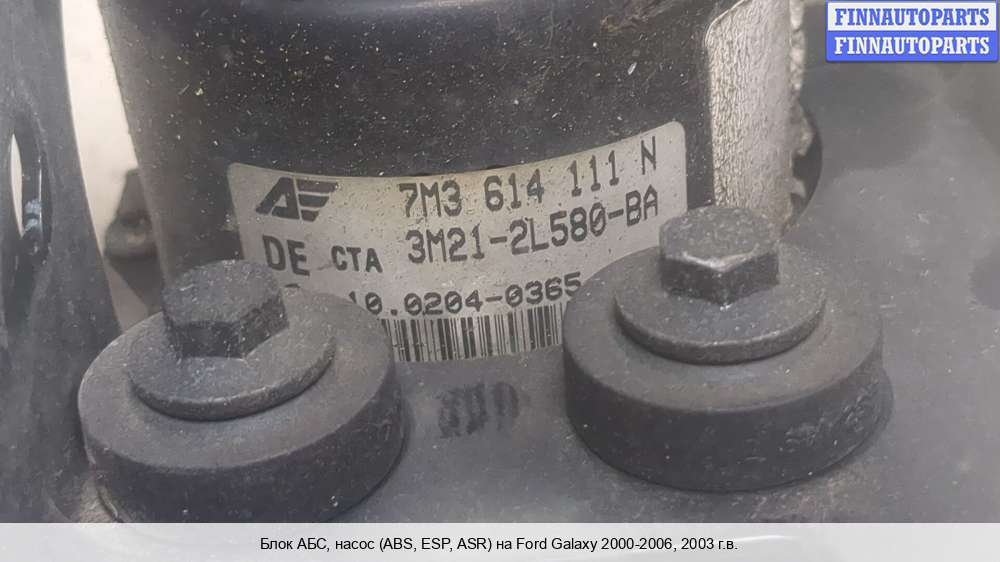 FINNAUTOPARTS
FINNAUTOPARTS
7M3 614 111 N
DE CTA 3M21-2L580-BA
10.0204-0365
Блок АБС, насос (ABS, ESP, ASR) на Ford Galaxy 2000-2006, 2003 г.в.